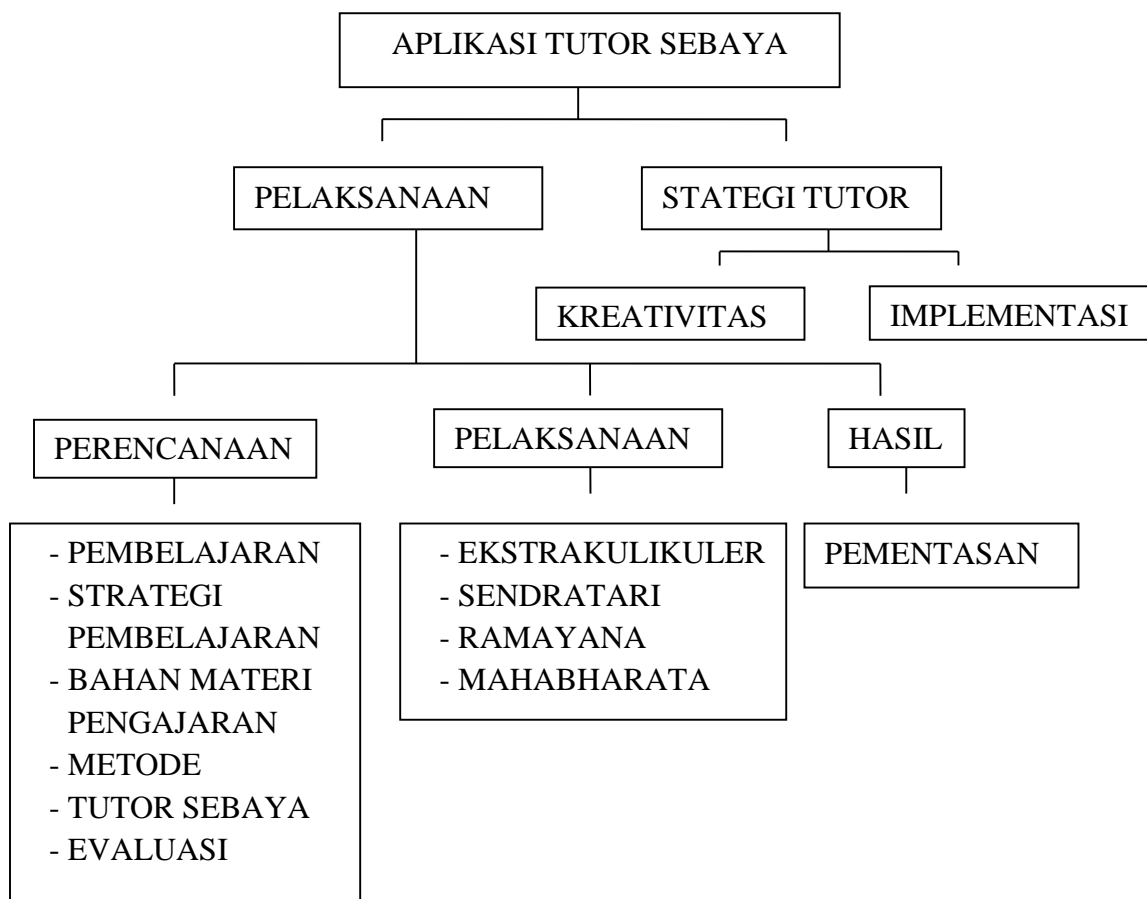 APLIKASI TUTOR SEBAYA
PELAKSANAAN
STATEGI TUTOR
KREATIVITAS
IMPLEMENTASI
PERENCANAAN
PELAKSANAAN
HASIL
- PEMBELAJARAN
- STRATEGI
PEMBELAJARAN
- BAHAN MATERI
PENGAJARAN
- METODE
- TUTOR SEBAYA
- EVALUASI
- EKSTRAKULIKULER
- SENDRATARI
- RAMAYANA
- MAHABHARATA
PEMENTASAN